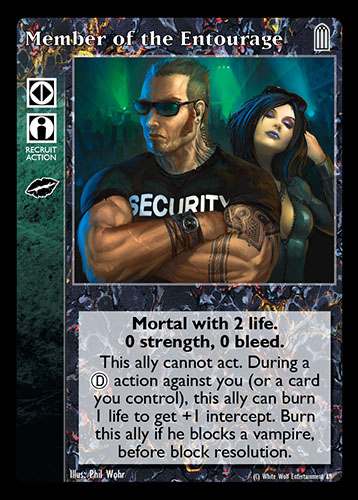 Member of the Entourage
RECRUIT
ACTION
SECURITY
Mortal with 2 life.
0 strength, 0 bleed.
This ally cannot act. During a
Ⓓ action against you (or a card
you control), this ally can burn
1 life to get +1 intercept. Burn
this ally if he blocks a vampire,
before block resolution.
Illus: Phil Wohr
(C) White Wolf Entertainment AB